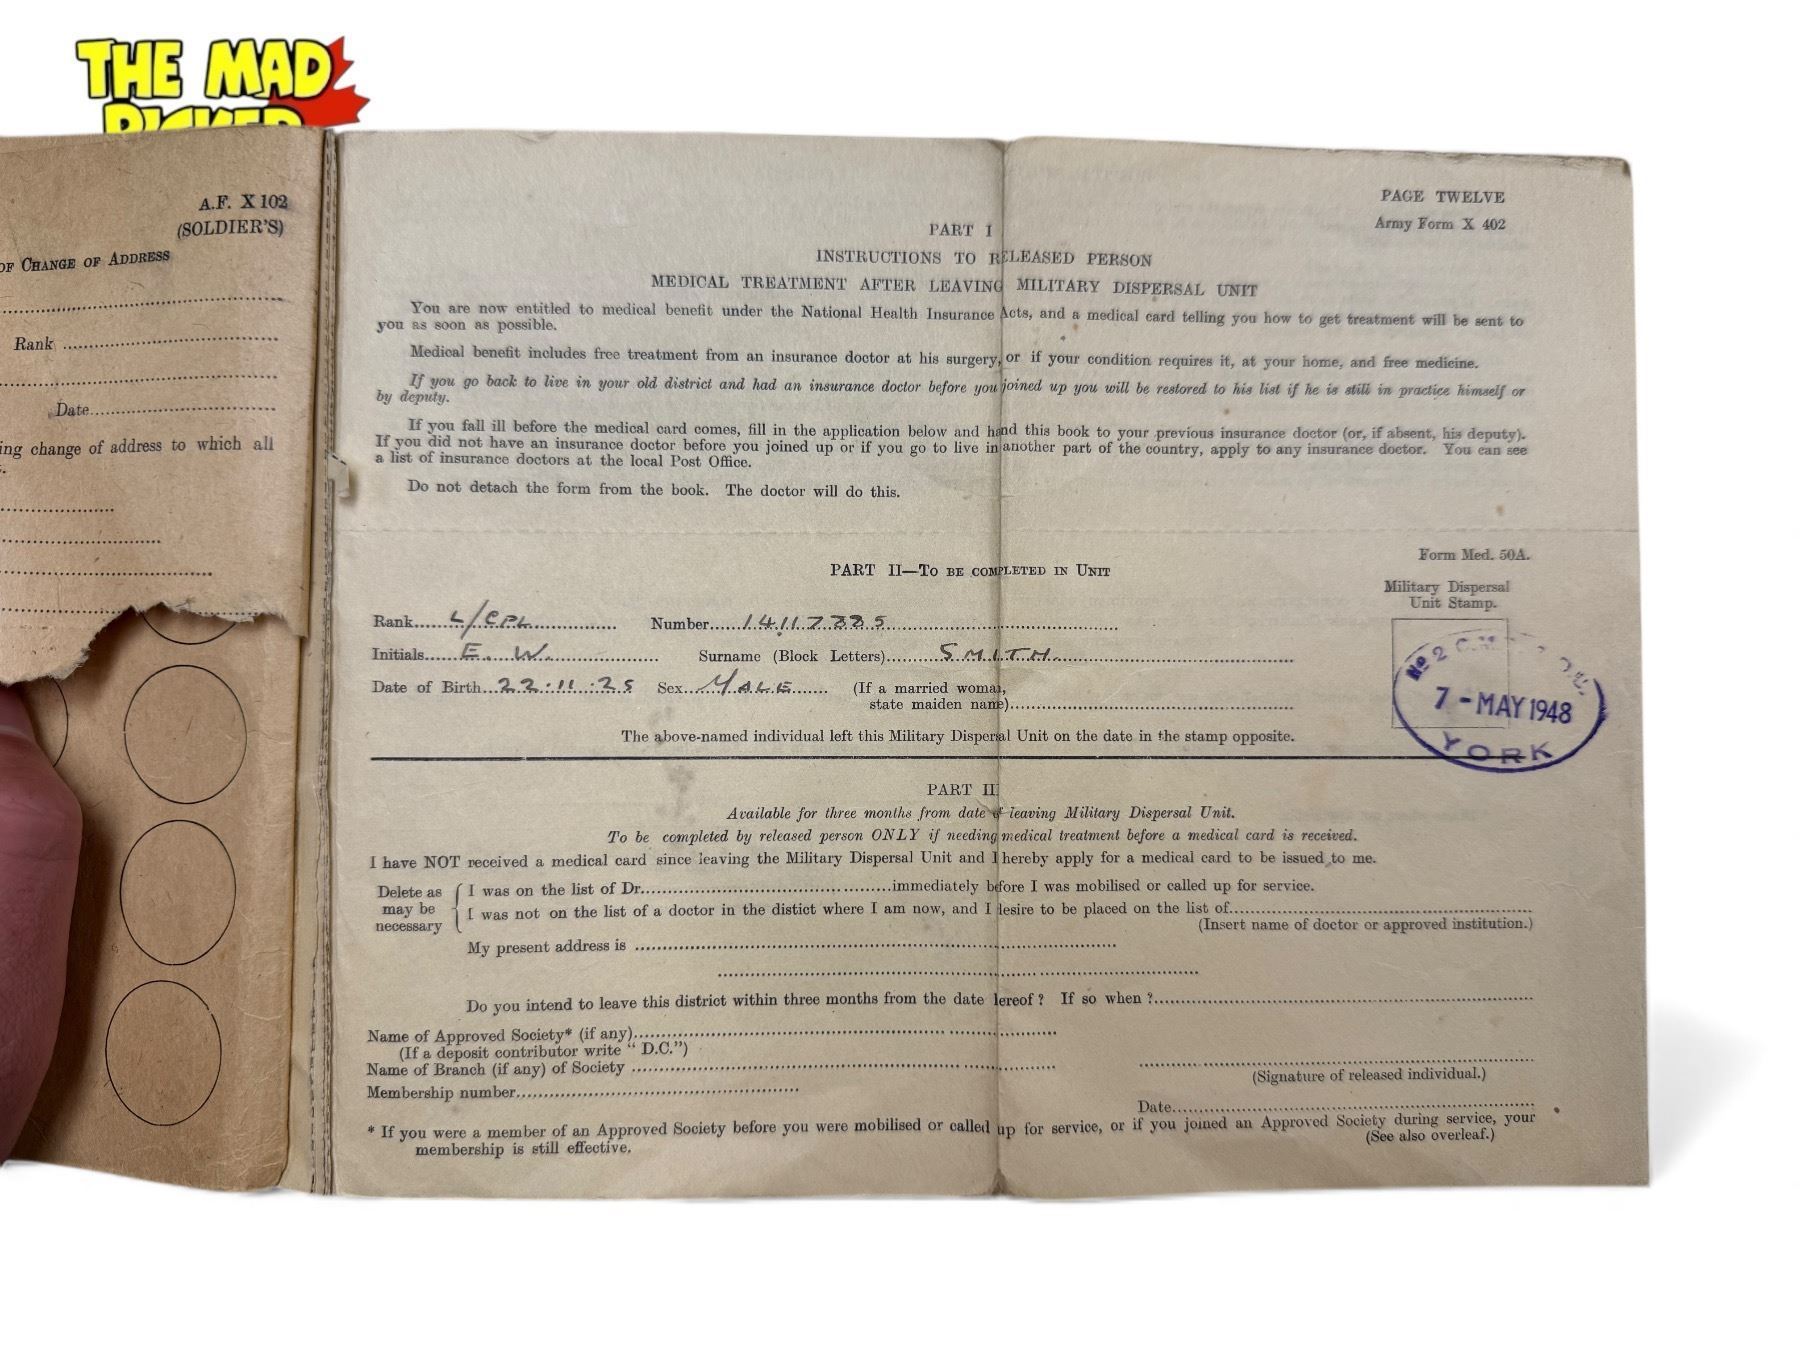 THE MAD
PICKER
A.F. X 102
(SOLDIER'S)
OF CHANGE OF ADDRESS
Rank
Date
ing change of address to which all
PAGE TWELVE
Army Form X 402
PART I
INSTRUCTIONS TO RELEASED PERSON
MEDICAL TREATMENT AFTER LEAVING MILITARY DISPERSAL UNIT
You are now entitled to medical benefit under the National Health Insurance Acts, and a medical card telling you how to get treatment will be sent to
you as soon as possible.
Medical benefit includes free treatment from an insurance doctor at his surgery, or if your condition requires it, at your home, and free medicine.
If you go back to live in your old district and had an insurance doctor before you joined up you will be restored to his list if he is still in practice himself or
by deputy.
If you fall ill before the medical card comes, fill in the application below and hand this book to your previous insurance doctor (or, if absent, his deputy).
If you did not have an insurance doctor before you joined up or if you go to live in another part of the country, apply to any insurance doctor. You can see
a list of insurance doctors at the local Post Office.
Do not detach the form from the book. The doctor will do this.
Form Med. 50A.
PART II—TO BE COMPLETED IN UNIT
Military Dispersal
Unit Stamp.
Rank L/CPL Number 14117335
Initials E. W. Surname (Block Letters) SMITH
Date of Birth 22.11.25 Sex MALE (If a married woman,
state maiden name)
No 2
7-MAY 1948
YORK
The above-named individual left this Military Dispersal Unit on the date in the stamp opposite.
PART III
Available for three months from date of leaving Military Dispersal Unit.
To be completed by released person ONLY if needing medical treatment before a medical card is received.
I have NOT received a medical card since leaving the Military Dispersal Unit and I hereby apply for a medical card to be issued to me.
Delete as may be necessary
I was on the list of Dr. immediately before I was mobilised or called up for service.
I was not on the list of a doctor in the distict where I am now, and I desire to be placed on the list of
(Insert name of doctor or approved institution.)
My present address is
Do you intend to leave this district within three months from the date hereof? If so when?
Name of Approved Society* (if any)
(If a deposit contributor write "D.C.")
Name of Branch (if any) of Society
(Signature of released individual.)
Membership number
Date
* If you were a member of an Approved Society before you were mobilised or called up for service, or if you joined an Approved Society during service, your
membership is still effective.
(See also overleaf.)